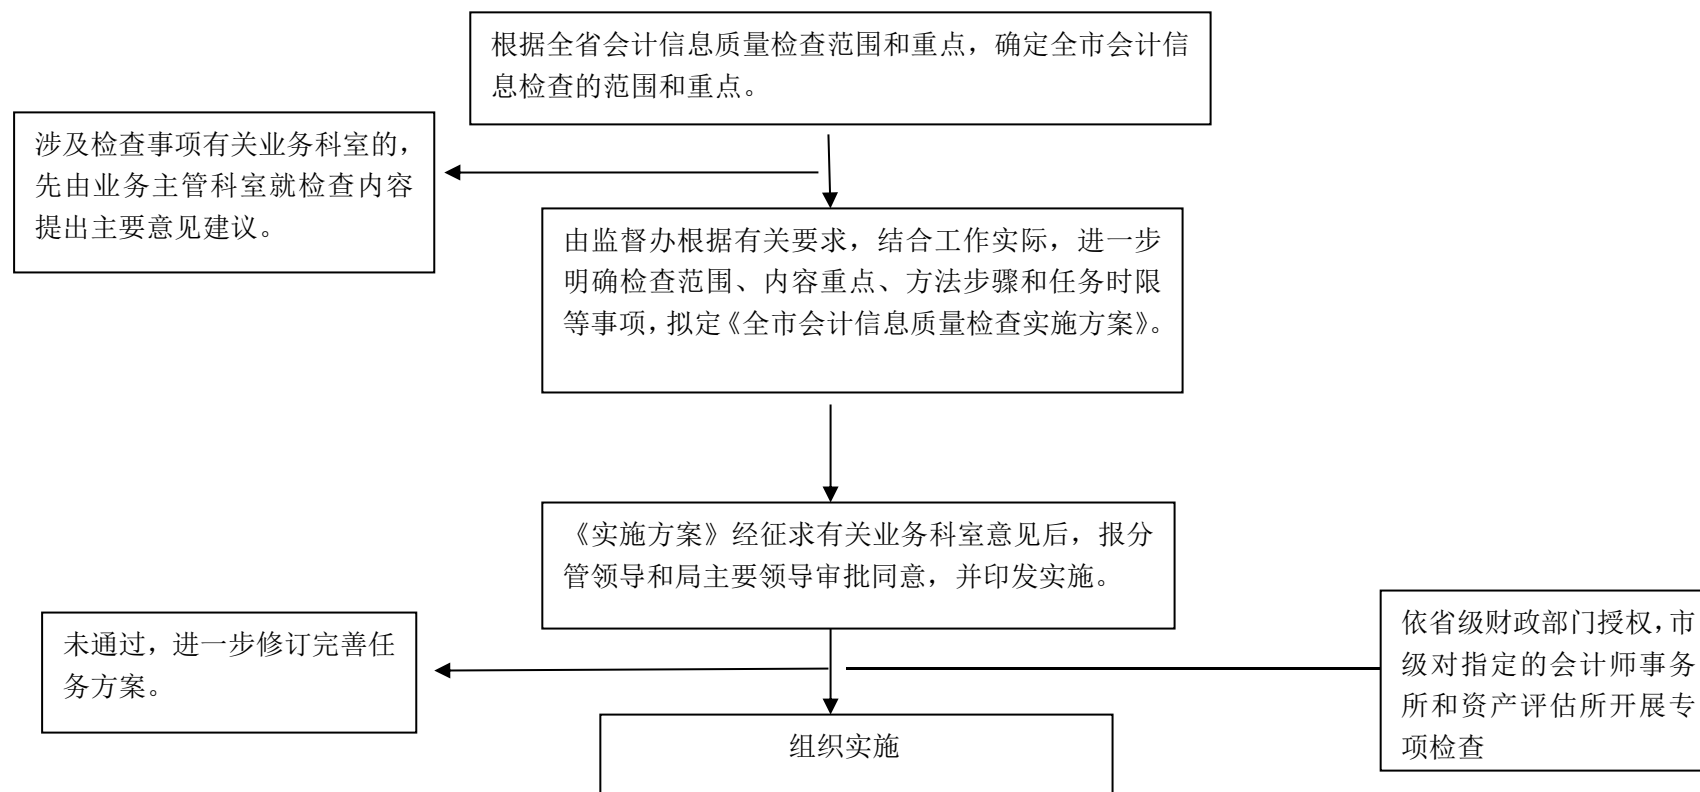 根据全省会计信息质量检查范围和重点，确定全市会计信
息检查的范围和重点。
涉及检查事项有关业务科室的，
先由业务主管科室就检查内容
提出主要意见建议。
由监督办根据有关要求，结合工作实际，进一步
明确检查范围、内容重点、方法步骤和任务时限
等事项，拟定《全市会计信息质量检查实施方案》。
《实施方案》经征求有关业务科室意见后，报分
管领导和局主要领导审批同意，并印发实施。
未通过，进一步修订完善任
务方案。
依省级财政部门授权，市
级对指定的会计师事务
所和资产评估所开展专
项检查
组织实施